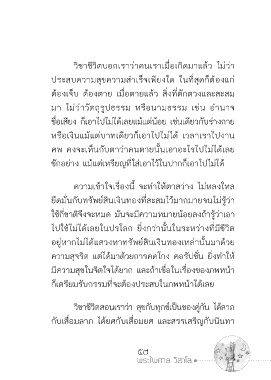 วิชาชีวิตบอกเราว่าคนเราเมื่อเกิดมาแล้ว ไม่ว่า
ประสบความสุขความสำเร็จเพียงใด ในที่สุดก็ต้องแก่
ต้องเจ็บ ต้องตาย เมื่อตายแล้ว สิ่งที่ตักตวงและสะสม
มา ไม่ว่าวัตถุรูปธรรม หรือนามธรรม เช่น อำนาจ
ชื่อเสียง ก็เอาไปไม่ได้เลยแม้แต่น้อย เช่นเดียวกับร่างกาย
หรือเงินแม้แต่บาทเดียวก็เอาไปไม่ได้ เวลาเราไปงาน
ศพ คงจะเห็นกับตาว่าคนตายนั้นเอาอะไรไปไม่ได้เลย
ซักอย่าง แม้แต่เหรียญที่ใส่เอาไว้ในปากก็เอาไปไม่ได้
ความเข้าใจเรื่องนี้ จะทำให้ตาสว่าง ไม่หลงใหล
ยึดมั่นกับทรัพย์สินเงินทองที่สะสมไว้มากมายจนไม่รู้ว่า
ใช้กี่ชาติจึงจะหมด มันจะมีความหมายน้อยลงถ้ารู้ว่าเอา
ไปใช้ไม่ได้เลยในปรโลก ยิ่งกว่านั้นในระหว่างที่มีชีวิต
อยู่หากไม่ได้แสวงหาทรัพย์สินเงินทองเหล่านั้นมาด้วย
ความสุจริต แต่ได้มาด้วยการคดโกง คอรัปชั่น ยิ่งทำให้
มีความสุขในจิตใจได้ยาก และถ้าเชื่อในเรื่องของภพหน้า
ก็เตรียมรับกรรมที่จะต้องประสบในภพหน้าได้เลย
วิชาชีวิตสอนเราว่า สุขกับทุกข์เป็นของคู่กัน ได้ลาภ
กับเสื่อมลาภ ได้ยศกับเสื่อมยศ และสรรเสริญกับนินทา
๕๗
พระไพศาล วิสาโล